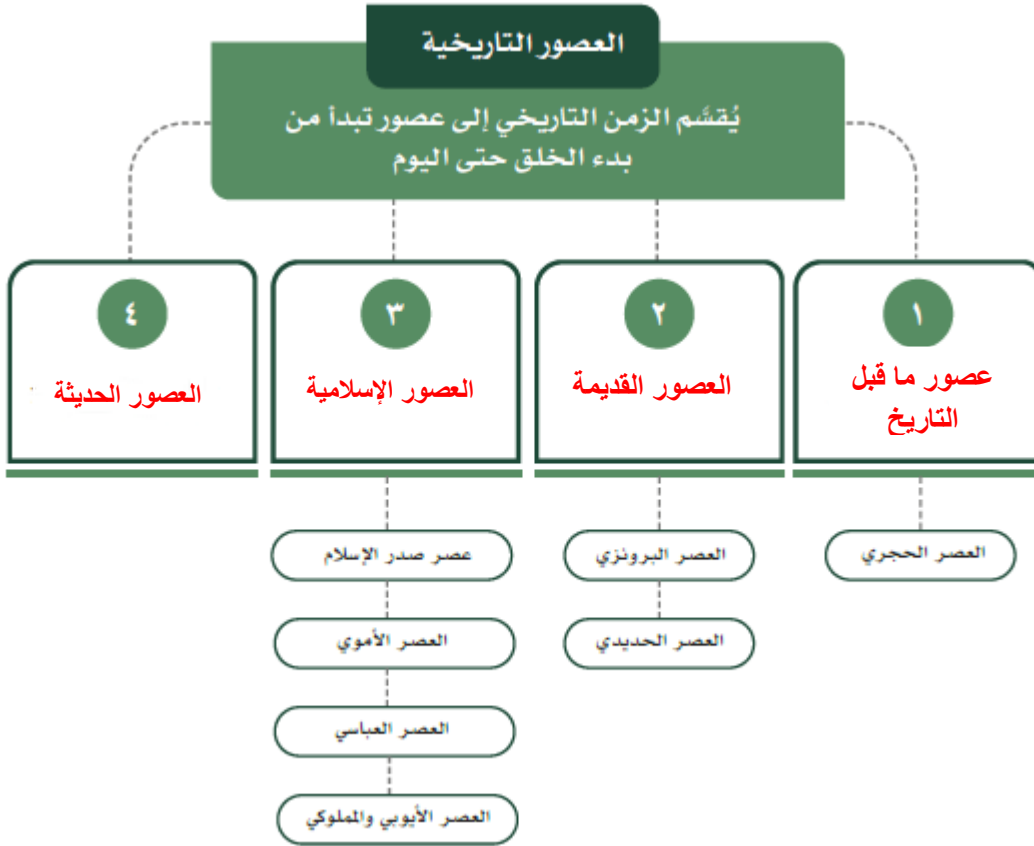 العصور التاريخية
يُقسَّم الزمن التاريخي إلى عصور تبدأ من
بدء الخلق حتى اليوم
١
عصور ما قبل
التاريخ
العصر الحجري
٢
العصور القديمة
العصر البرونزي
العصر الحديدي
٣
العصور الإسلامية
عصر صدر الإسلام
العصر الأموي
العصر العباسي
العصر الأيوبي والمملوكي
٤
العصور الحديثة